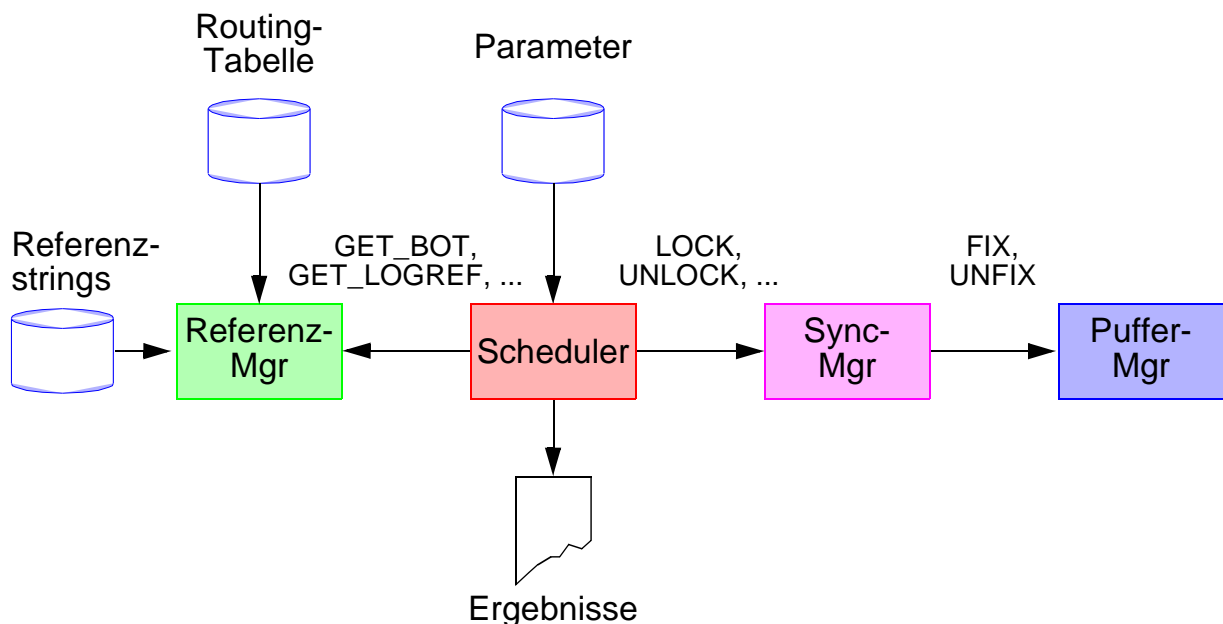 Routing-
Tabelle
Parameter
Referenz-
strings
GET_BOT,
GET_LOGREF, ...
LOCK,
UNLOCK, ...
FIX,
UNFIX
Referenz-
Mgr
Scheduler
Sync-
Mgr
Puffer-
Mgr
Ergebnisse